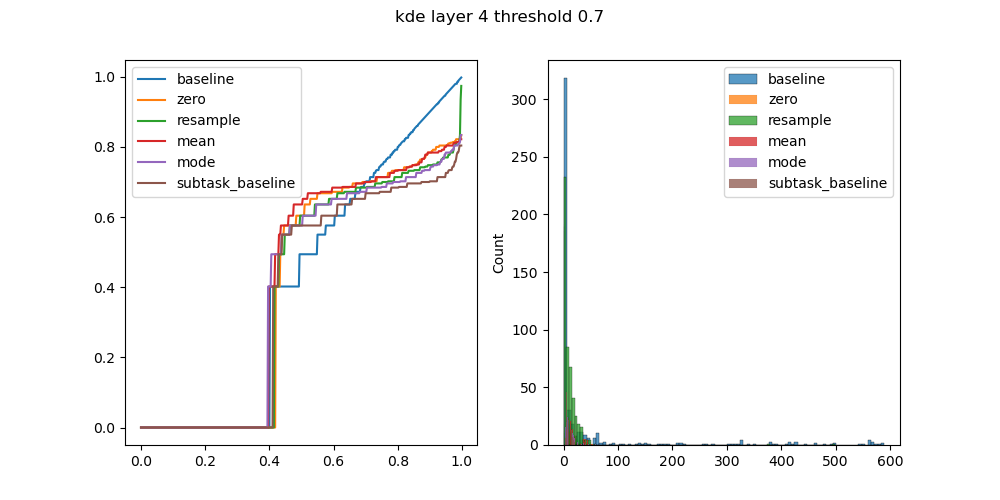 kde layer 4 threshold 0.7
1.0
0.8
0.6
0.4
0.2
0.0
0.0
0.2
0.4
0.6
0.8
1.0
baseline
zero
resample
mean
mode
subtask_baseline
Count
300
250
200
150
100
50
0
0
100
200
300
400
500
600
baseline
zero
resample
mean
mode
subtask_baseline